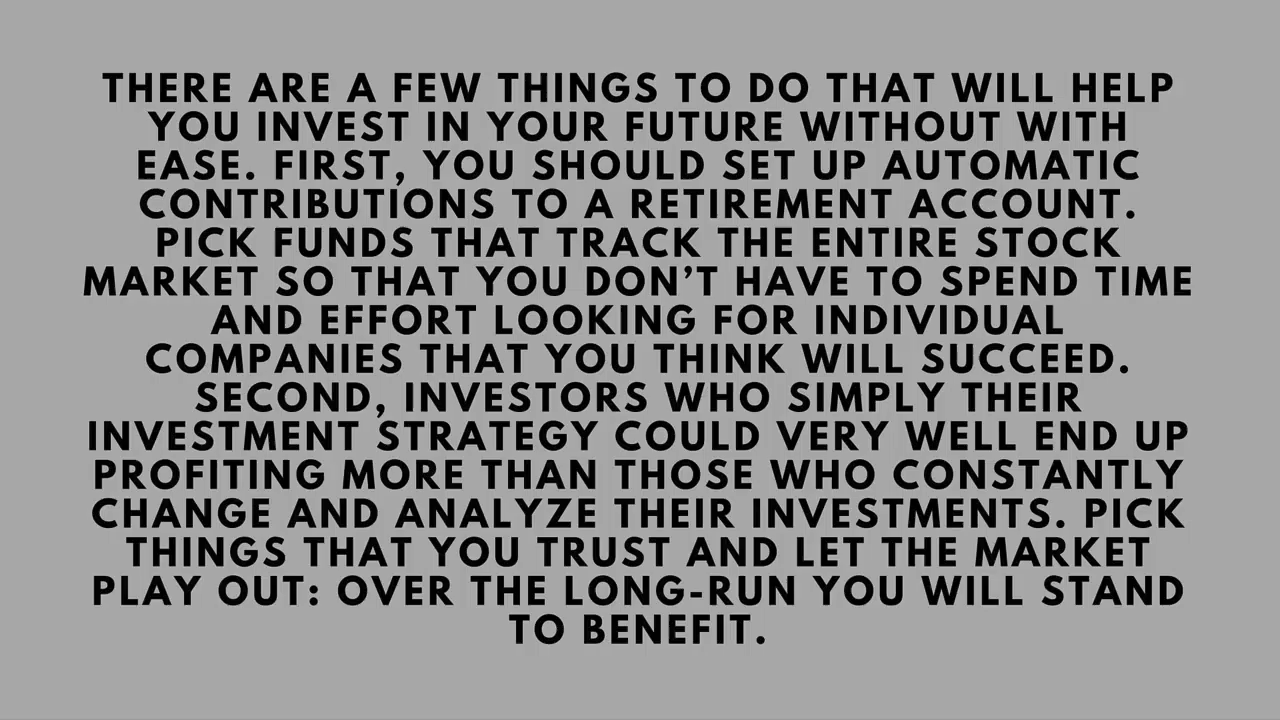 THERE ARE A FEW THINGS TO DO THAT WILL HELP
YOU INVEST IN YOUR FUTURE WITHOUT WITH
EASE. FIRST, YOU SHOULD SET UP AUTOMATIC
CONTRIBUTIONS TO A RETIREMENT ACCOUNT.
PICK FUNDS THAT TRACK THE ENTIRE STOCK
MARKET SO THAT YOU DON’T HAVE TO SPEND TIME
AND EFFORT LOOKING FOR INDIVIDUAL
COMPANIES THAT YOU THINK WILL SUCCEED.
SECOND, INVESTORS WHO SIMPLY THEIR
INVESTMENT STRATEGY COULD VERY WELL END UP
PROFITING MORE THAN THOSE WHO CONSTANTLY
CHANGE AND ANALYZE THEIR INVESTMENTS. PICK
THINGS THAT YOU TRUST AND LET THE MARKET
PLAY OUT: OVER THE LONG-RUN YOU WILL STAND
TO BENEFIT.